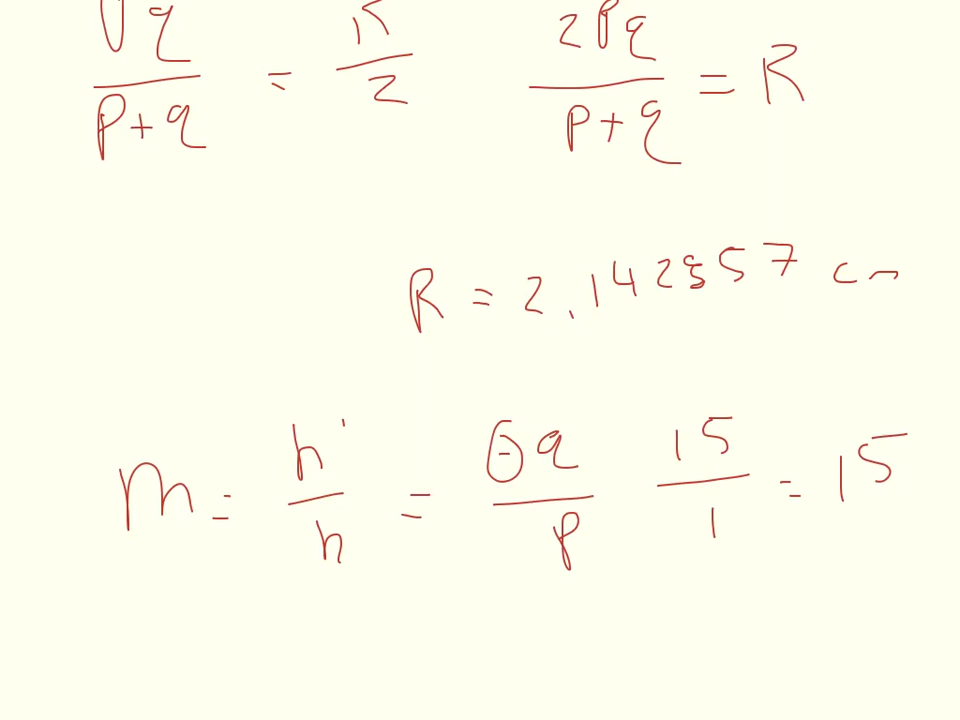 pq/(p+q) = R/2 2pq/(p+q) = R
R = 2.142857 cm
m = h'/h = ⊖q/p 15/1 = 15